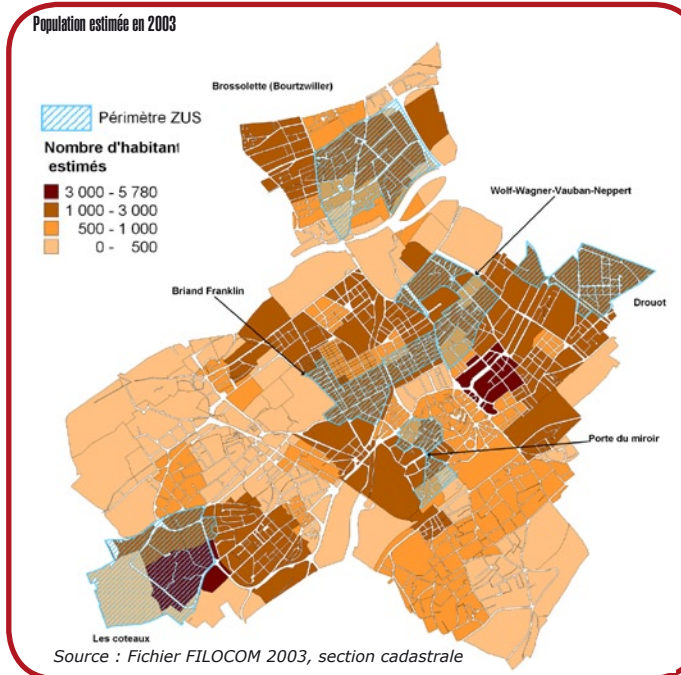 Population estimée en 2003
Brossolette (Bourtzwiller)
Périmètre ZUS
Nombre d'habitant
estimés
3 000 - 5 780
1 000 - 3 000
500 - 1 000
0 - 500
Wolf-Wagner-Vauban-Neppert
Briand Franklin
Drouot
Porte du miroir
Les coteaux
Source : Fichier FILOCOM 2003, section cadastrale